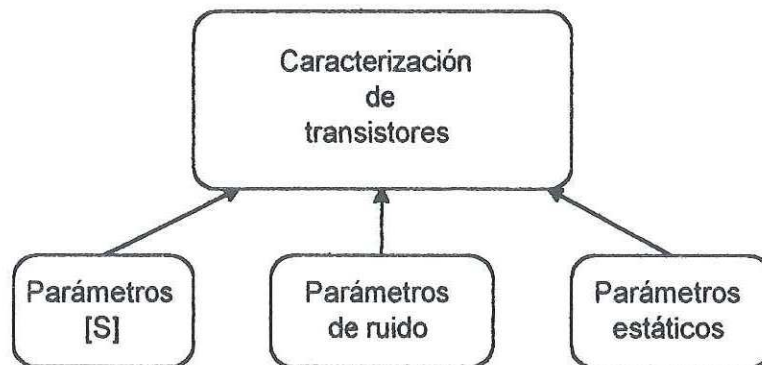 Caracterización
de
transistores
Parámetros
[S]
Parámetros
de ruido
Parámetros
estáticos